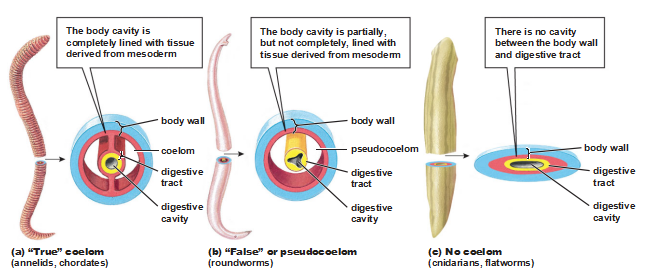 The body cavity is
completely lined with tissue
derived from mesoderm
body wall
coelom
digestive
tract
digestive
cavity
(a) “True” coelom
(annelids, chordates)
The body cavity is partially,
but not completely, lined with
tissue derived from mesoderm
body wall
pseudocoelom
digestive
tract
digestive
cavity
(b) “False” or pseudocoelom
(roundworms)
There is no cavity
between the body wall
and digestive tract
body wall
digestive
tract
digestive
cavity
(c) No coelom
(cnidarians, flatworms)